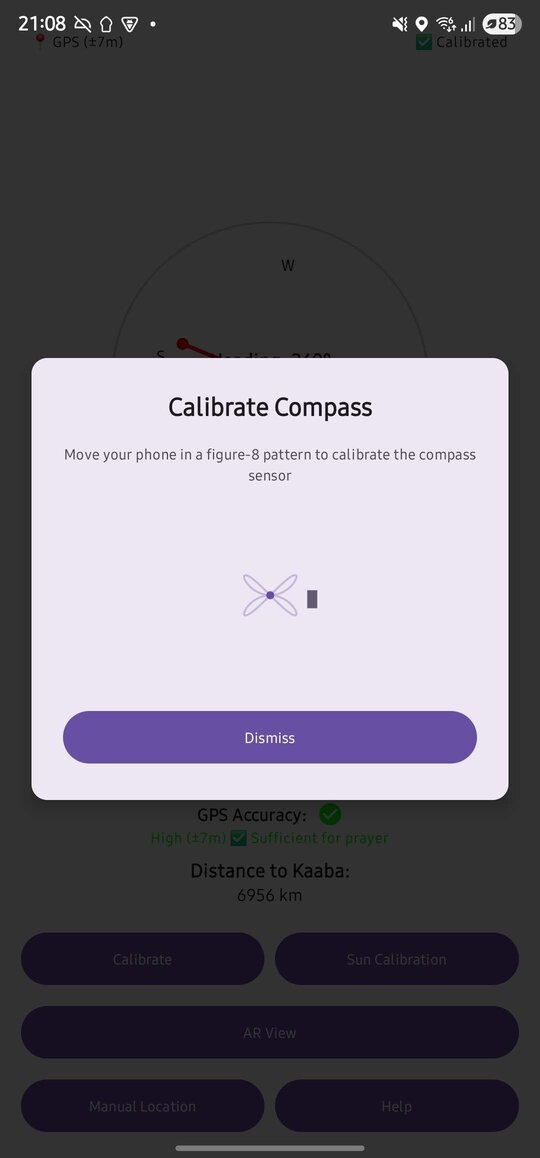 21:08
83
GPS (±7m)
Calibrated
W
S
Calibrate Compass
Move your phone in a figure-8 pattern to calibrate the compass
sensor
Dismiss
GPS Accuracy:
High (±7m) ✅ Sufficient for prayer
Distance to Kaaba:
6956 km
Calibrate
Sun Calibration
AR View
Manual Location
Help